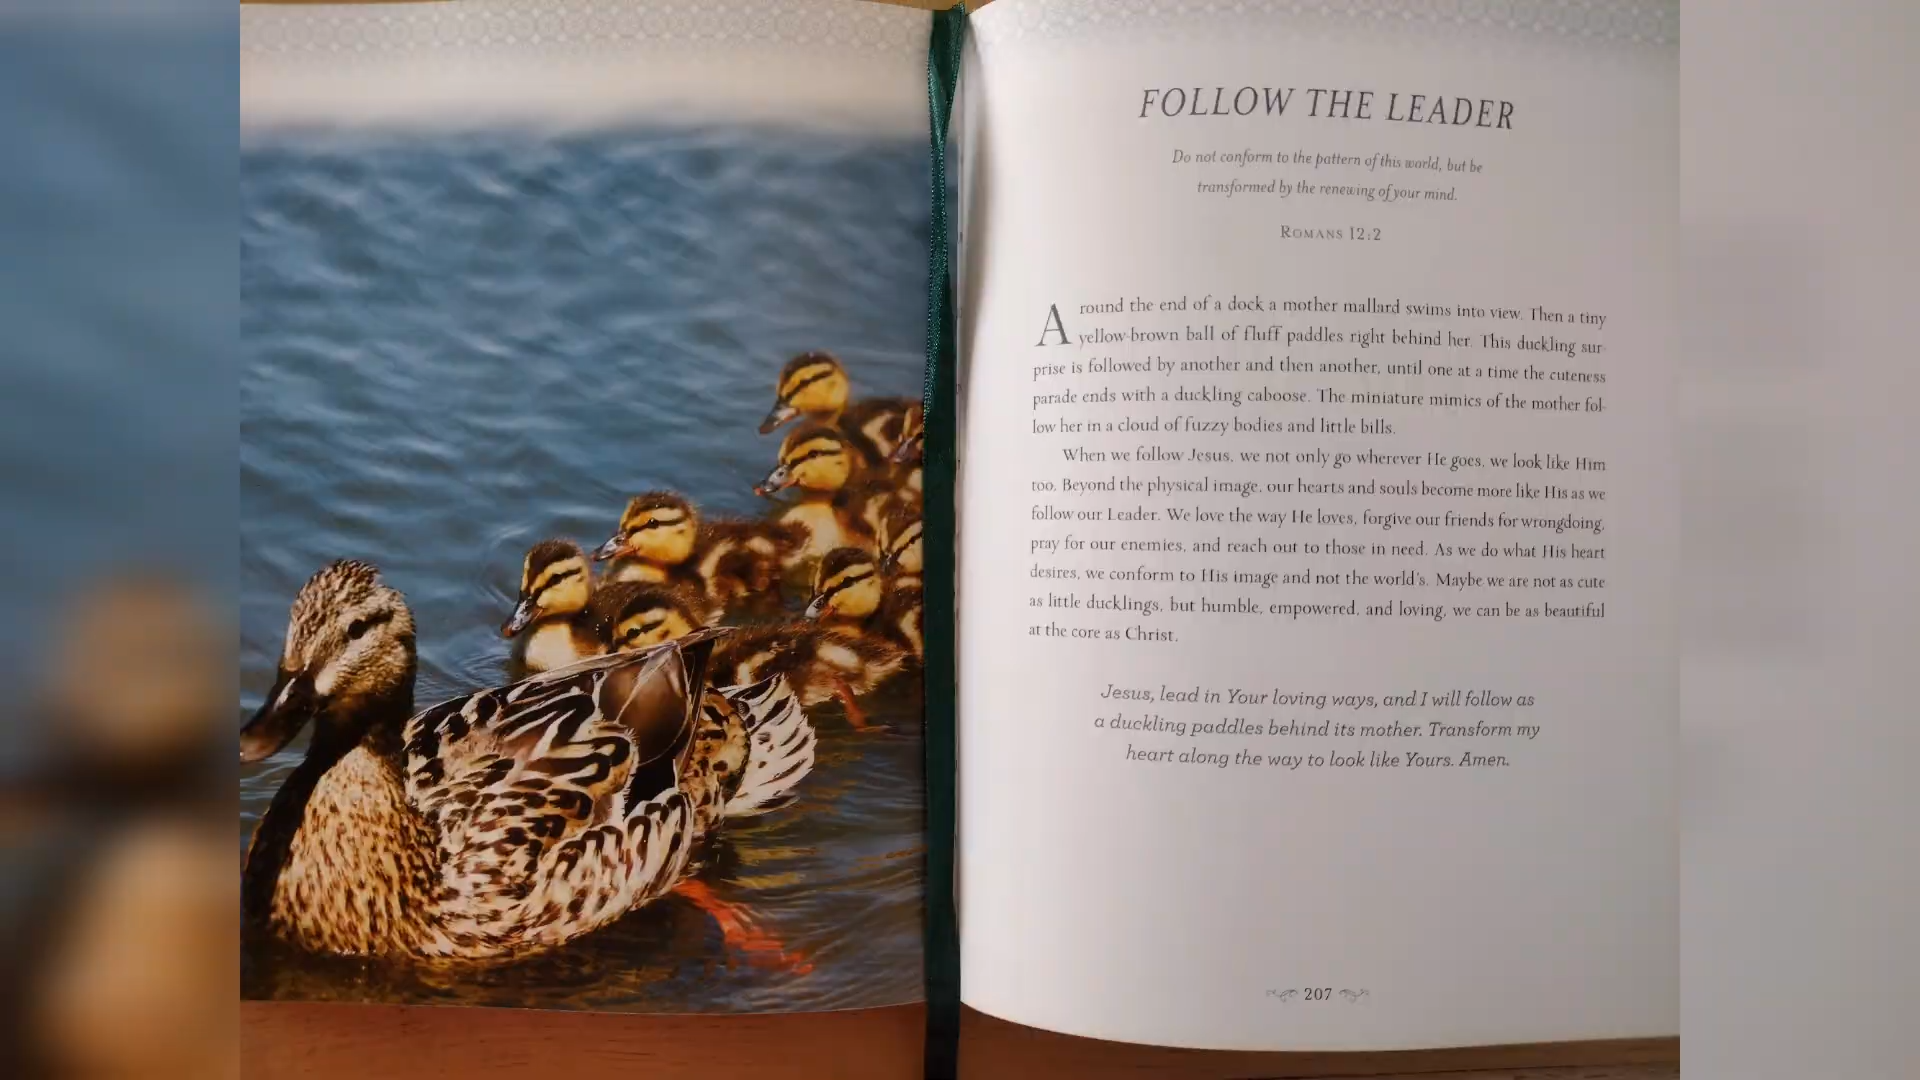 FOLLOW THE LEADER
Do not conform to the pattern of this world, but be
transformed by the renewing of your mind.
ROMANS 12:2
Around the end of a dock a mother mallard swims into view. Then a tiny
yellow-brown ball of fluff paddles right behind her. This duckling sur-
prise is followed by another and then another, until one at a time the cuteness
parade ends with a duckling caboose. The miniature mimics of the mother fol-
low her in a cloud of fuzzy bodies and little bills.
When we follow Jesus, we not only go wherever He goes, we look like Him
too. Beyond the physical image, our hearts and souls become more like His as we
follow our Leader. We love the way He loves, forgive our friends for wrongdoing,
pray for our enemies, and reach out to those in need. As we do what His heart
desires, we conform to His image and not the world's. Maybe we are not as cute
as little ducklings, but humble, empowered, and loving, we can be as beautiful
at the core as Christ.
Jesus, lead in Your loving ways, and I will follow as
a duckling paddles behind its mother. Transform my
heart along the way to look like Yours. Amen.
207